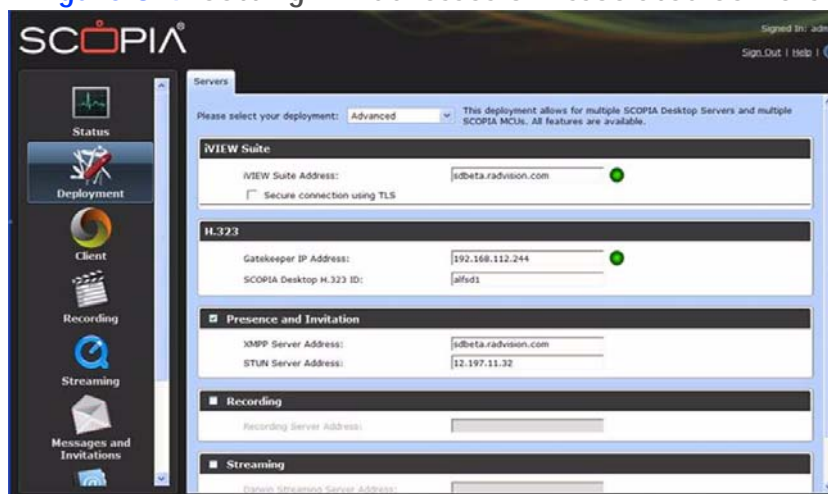 SCOPIA
Signed In: adm
Sign Out | Help |
Status
Deployment
Client
Recording
Streaming
Messages and
Invitations
Servers
Please select your deployment: Advanced
This deployment allows for multiple SCOPIA Desktop Servers and multiple
SCOPIA MCUs. All features are available.
iVIEW Suite
iVIEW Suite Address: sdbeta.radvision.com
Secure connection using TLS
H.323
Gatekeeper IP Address: 192.168.112.244
SCOPIA Desktop H.323 ID: alfsd1
Presence and Invitation
XMPP Server Address: sdbeta.radvision.com
STUN Server Address: 12.197.11.32
Recording
Recording Server Address:
Streaming
Darwin Streaming Server Address: